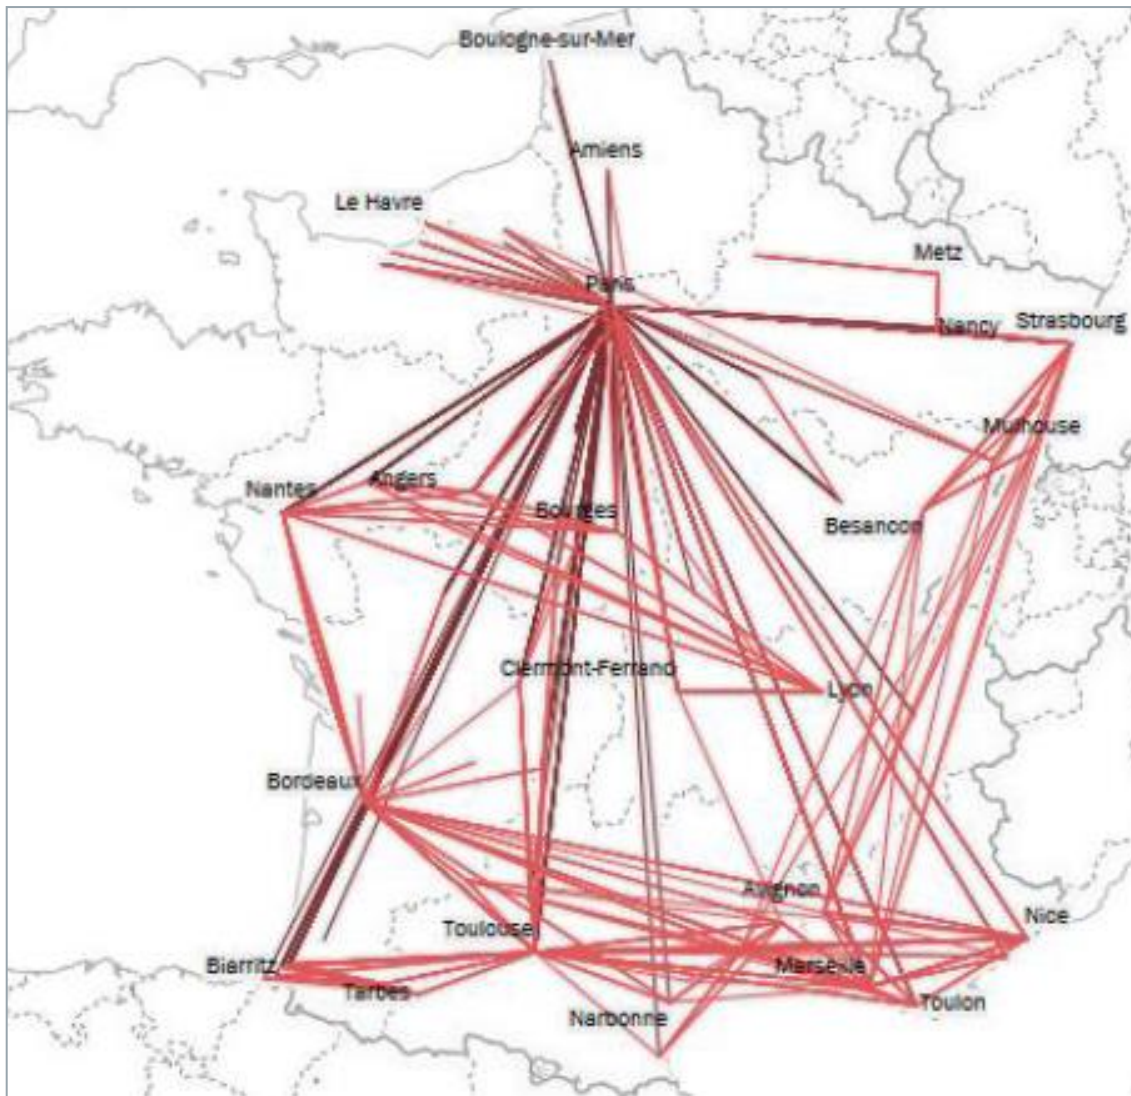 Boulogne-sur-Mer
Amiens
Le Havre
Metz
Paris
Strasbourg
Nancy
Mulhouse
Angers
Nantes
Bourges
Besancon
Clermont-Ferrand
Lyon
Bordeaux
Avignon
Nice
Toulouse
Biarritz
Marseille
Tarbes
Toulon
Narbonne